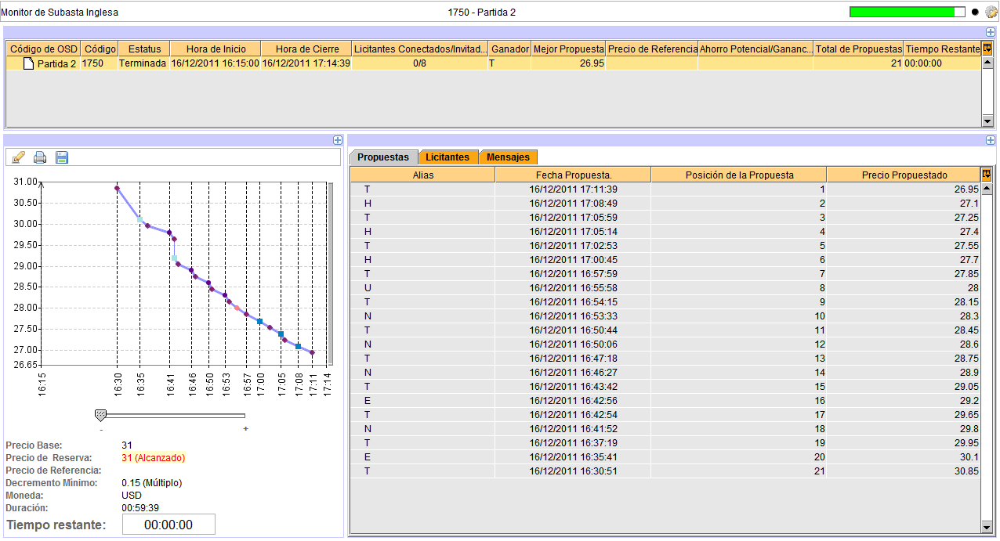 Monitor de Subasta Inglesa 1750 - Partida 2
Código de OSD Código Estatus Hora de Inicio Hora de Cierre Licitantes Conectados/Invitad... Ganador Mejor Propuesta Precio de Referencia Ahorro Potencial/Gananc... Total de Propuestas Tiempo Restante
Partida 2 1750 Terminada 16/12/2011 16:15:00 16/12/2011 17:14:39 0/8 T 26.95 21 00:00:00
31.00
30.50
30.00
29.50
29.00
28.50
28.00
27.50
27.00
26.65
16:15 16:30 16:35 16:41 16:46 16:50 16:53 16:57 17:00 17:05 17:08 17:11 17:14
- +
Precio Base: 31
Precio de Reserva: 31 (Alcanzado)
Precio de Referencia:
Decremento Mínimo: 0.15 (Múltiplo)
Moneda: USD
Duración: 00:59:39
Tiempo restante: 00:00:00
Propuestas Licitantes Mensajes
Alias Fecha Propuesta. Posición de la Propuesta Precio Propuestado
T 16/12/2011 17:11:39 1 26.95
H 16/12/2011 17:08:49 2 27.1
T 16/12/2011 17:05:59 3 27.25
H 16/12/2011 17:05:14 4 27.4
T 16/12/2011 17:02:53 5 27.55
H 16/12/2011 17:00:45 6 27.7
T 16/12/2011 16:57:59 7 27.85
U 16/12/2011 16:55:58 8 28
T 16/12/2011 16:54:15 9 28.15
N 16/12/2011 16:53:33 10 28.3
T 16/12/2011 16:50:44 11 28.45
N 16/12/2011 16:50:06 12 28.6
T 16/12/2011 16:47:18 13 28.75
N 16/12/2011 16:46:27 14 28.9
T 16/12/2011 16:43:42 15 29.05
E 16/12/2011 16:42:56 16 29.2
T 16/12/2011 16:42:54 17 29.65
N 16/12/2011 16:41:52 18 29.8
T 16/12/2011 16:37:19 19 29.95
E 16/12/2011 16:35:41 20 30.1
T 16/12/2011 16:30:51 21 30.85